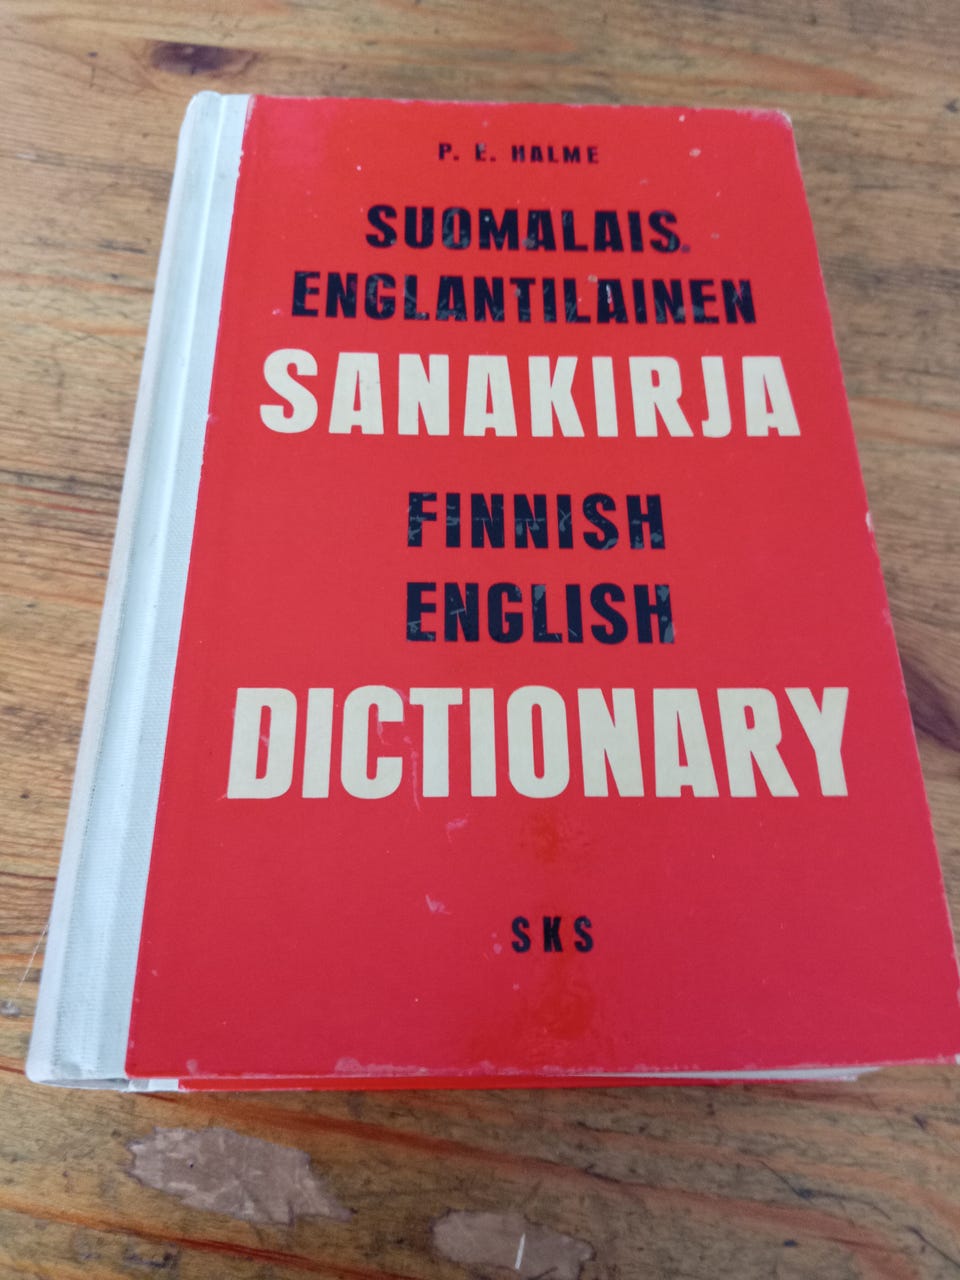 P. E. HALME
SUOMALAIS-
ENGLANTILAINEN
SANAKIRJA
FINNISH
ENGLISH
DICTIONARY
SKS